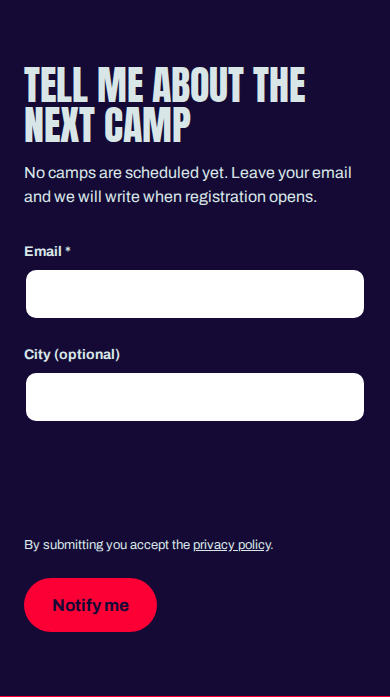 TELL ME ABOUT THE
NEXT CAMP
No camps are scheduled yet. Leave your email
and we will write when registration opens.
Email *
City (optional)
By submitting you accept the privacy policy.
Notify me